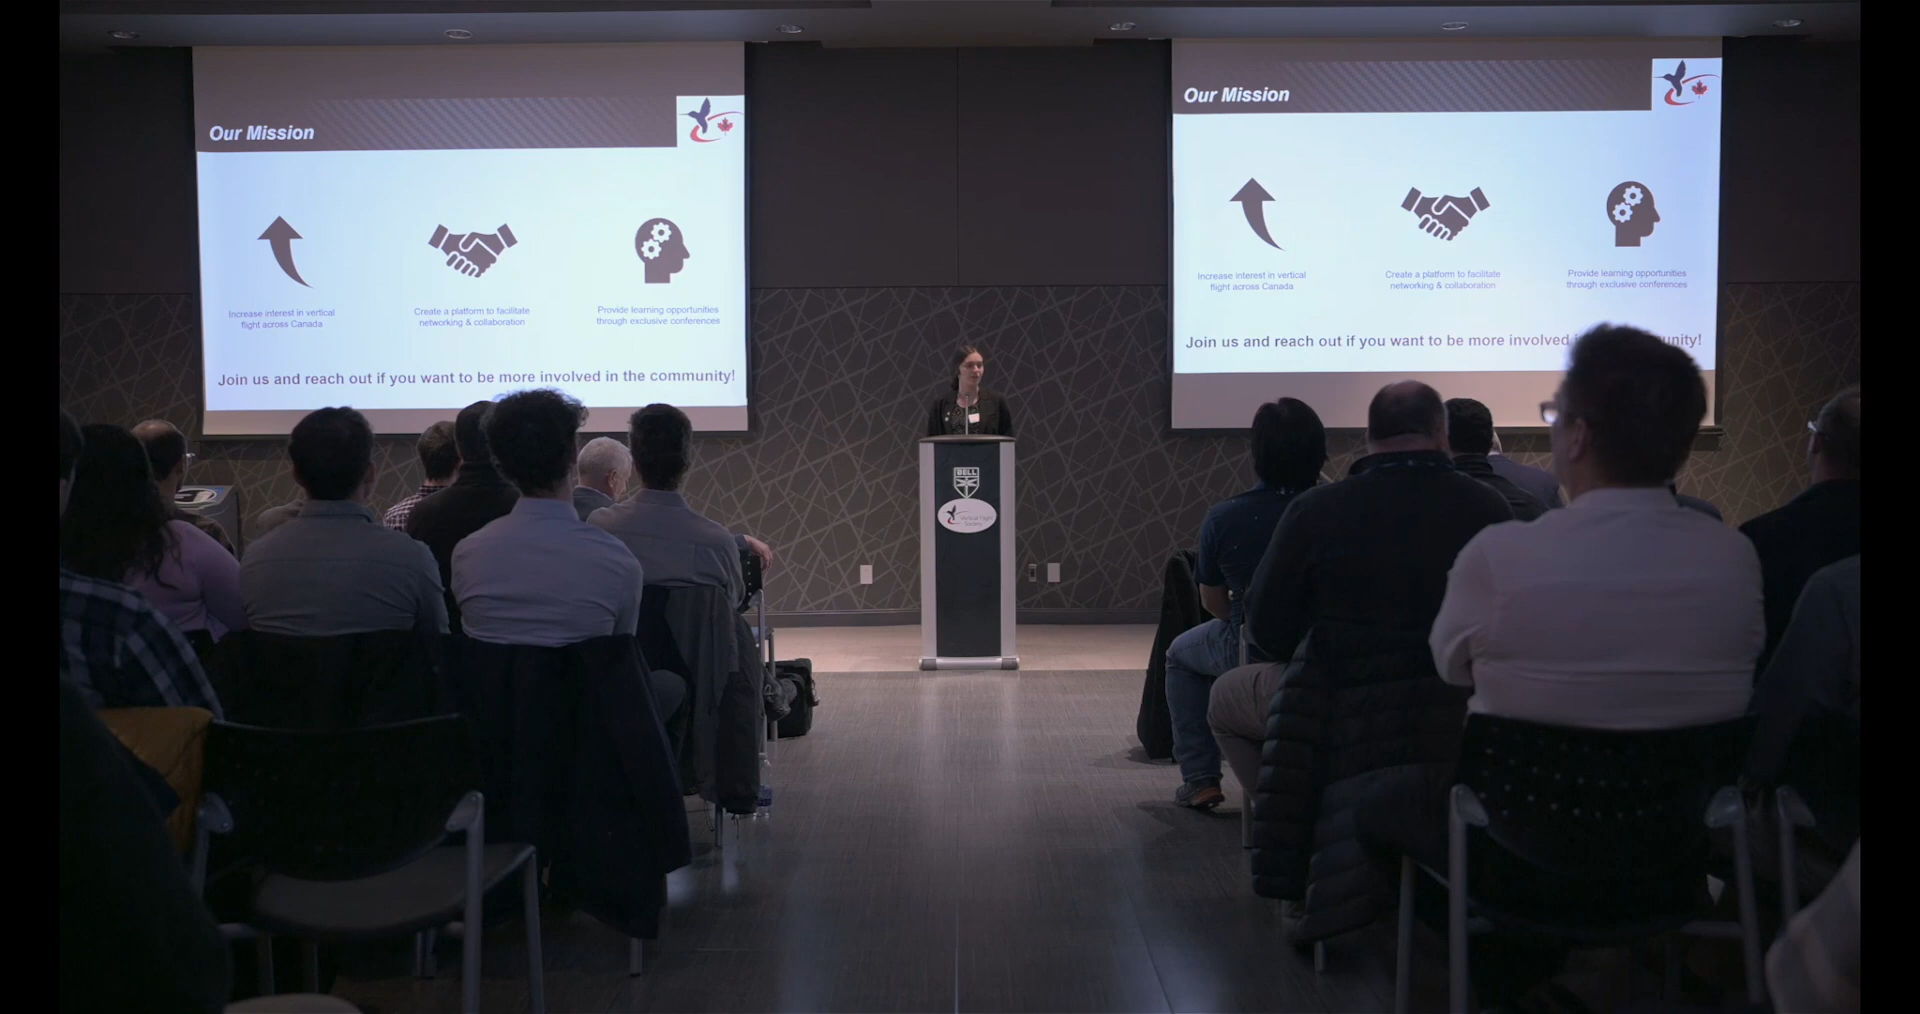 Our Mission
Increase interest in vertical
flight across Canada
Create a platform to facilitate
networking & collaboration
Provide learning opportunities
through exclusive conferences
Join us and reach out if you want to be more involved in the community!
Our Mission
Increase interest in vertical
flight across Canada
Create a platform to facilitate
networking & collaboration
Provide learning opportunities
through exclusive conferences
Join us and reach out if you want to be more involved
unity!
BELL
Vertical Flight
Society